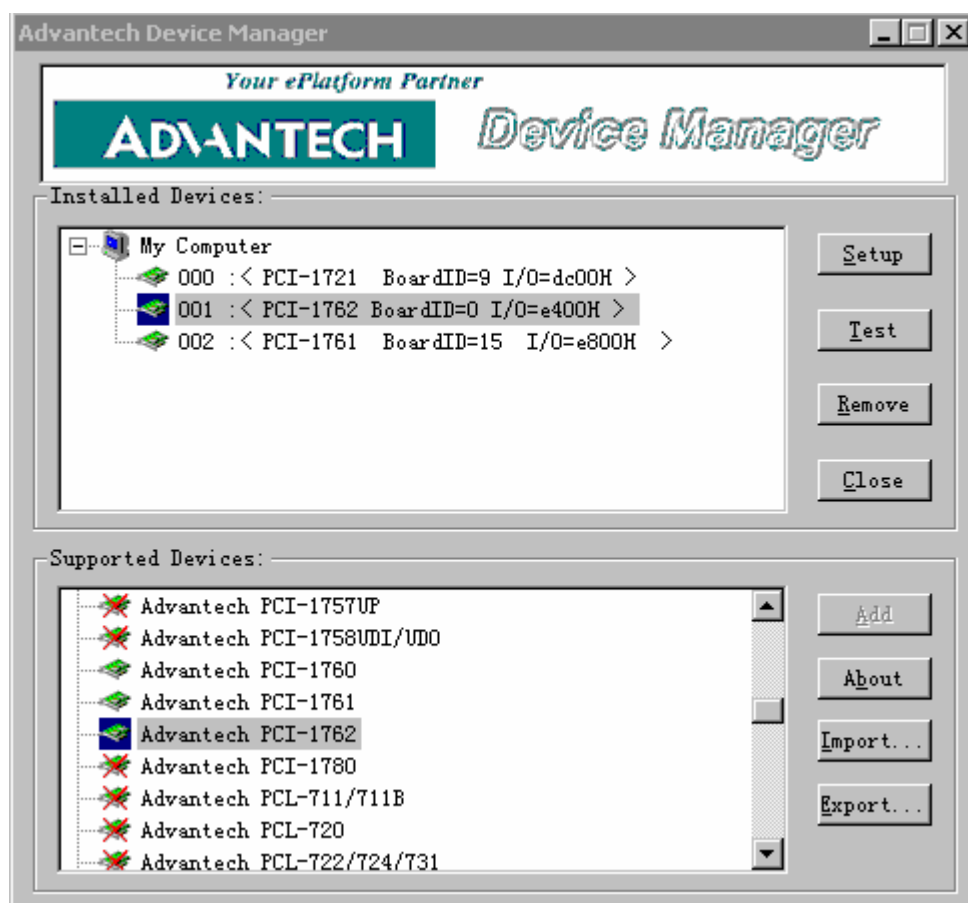 Advantech Device Manager
Your ePlatform Partner
ADVANTECH Device Manager
Installed Devices:
My Computer
000 :< PCI-1721 BoardID=9 I/O=dc00H >
001 :< PCI-1762 BoardID=0 I/O=e400H >
002 :< PCI-1761 BoardID=15 I/O=e800H >
Setup
Test
Remove
Close
Supported Devices:
Advantech PCI-1757UP
Advantech PCI-1758UDI/UDO
Advantech PCI-1760
Advantech PCI-1761
Advantech PCI-1762
Advantech PCI-1780
Advantech PCL-711/711B
Advantech PCL-720
Advantech PCL-722/724/731
Add
About
Import...
Export...